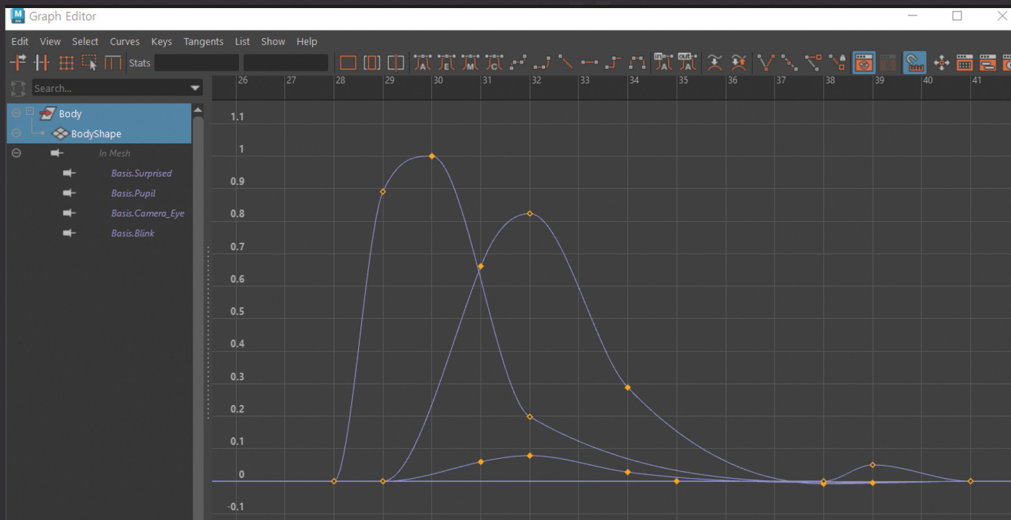 Graph Editor
Edit View Select Curves Keys Tangents List Show Help
Stats
Search...
26 27 28 29 30 31 32 33 34 35 36 37 38 39 40 41
Body
BodyShape
In Mesh
Basis.Surprised
Basis.Pupil
Basis.Camera_Eye
Basis.Blink
1.1
1
0.9
0.8
0.7
0.6
0.5
0.4
0.3
0.2
0.1
0
-0.1